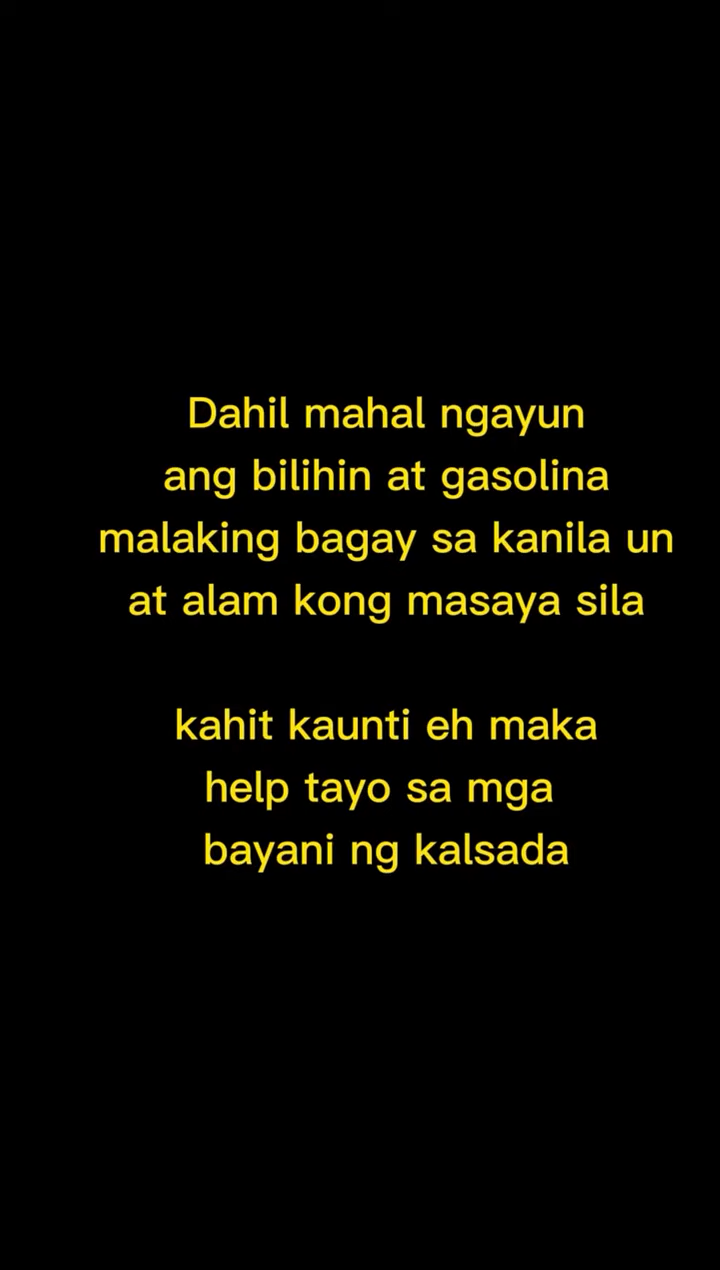 Dahil mahal ngayun
ang bilihin at gasolina
malaking bagay sa kanila un
at alam kong masaya sila
kahit kaunti eh maka
help tayo sa mga
bayani ng kalsada